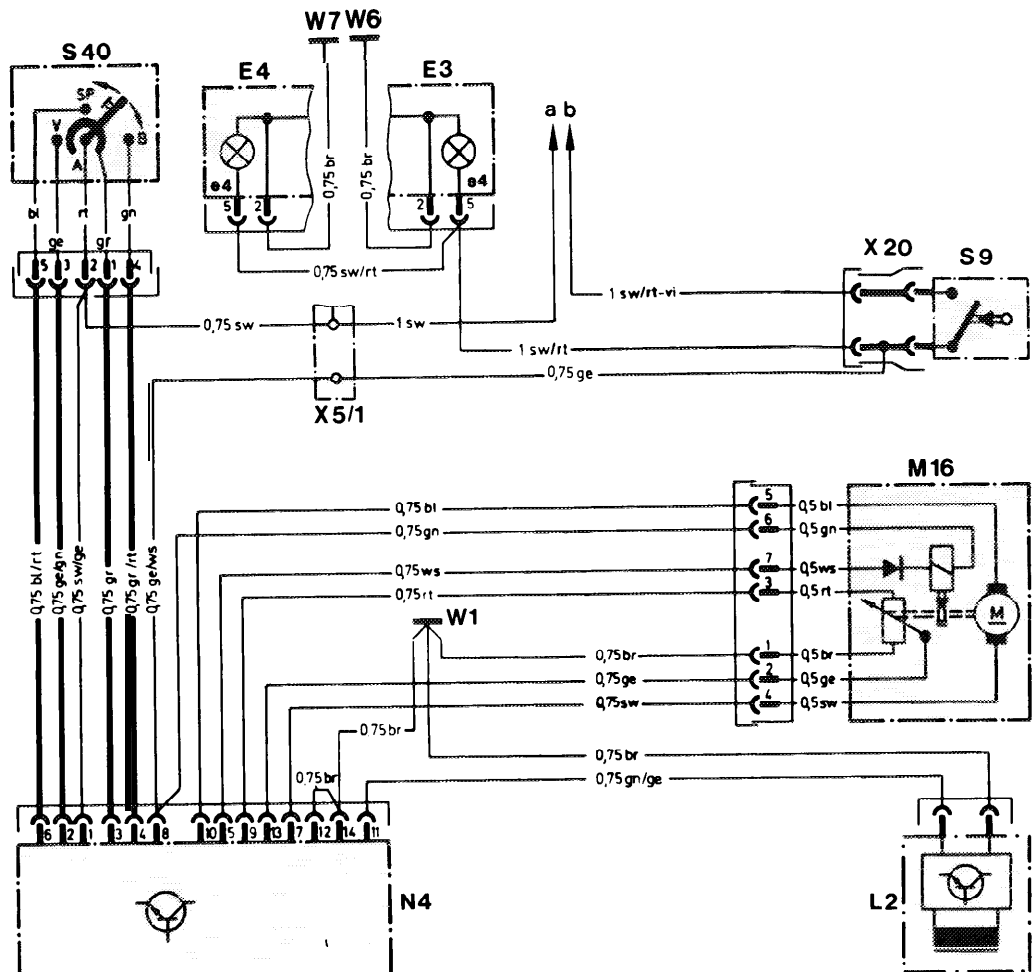 W7 W6
S40
E4
E3
a b
SP
V
A
B
e4
e4
5 2
2 5
0,75 br
0,75 br
bl
rt
gn
ge
gr
5 3 2 1 4
0,75 sw/rt
X20
S9
1 sw/rt-vi
0,75 sw
1 sw
1 sw/rt
0,75 ge
X5/1
M16
0,75 bl
5
0,5 bl
0,75 gn
6
0,5 gn
0,75 ws
7
0,5 ws
0,75 rt
3
0,5 rt
M
W1
0,75 br
1
0,5 br
0,75 ge
2
0,5 ge
0,75 sw
4
0,5 sw
0,75 bl/rt
0,75 ge/gn
0,75 sw/ge
0,75 gr
0,75 gr/rt
0,75 ge/ws
0.75 br
0,75 br
0,75 br
0,75 gn/ge
6 2 1 3 4 8 10 5 9 13 7 12 14 11
N4
L2